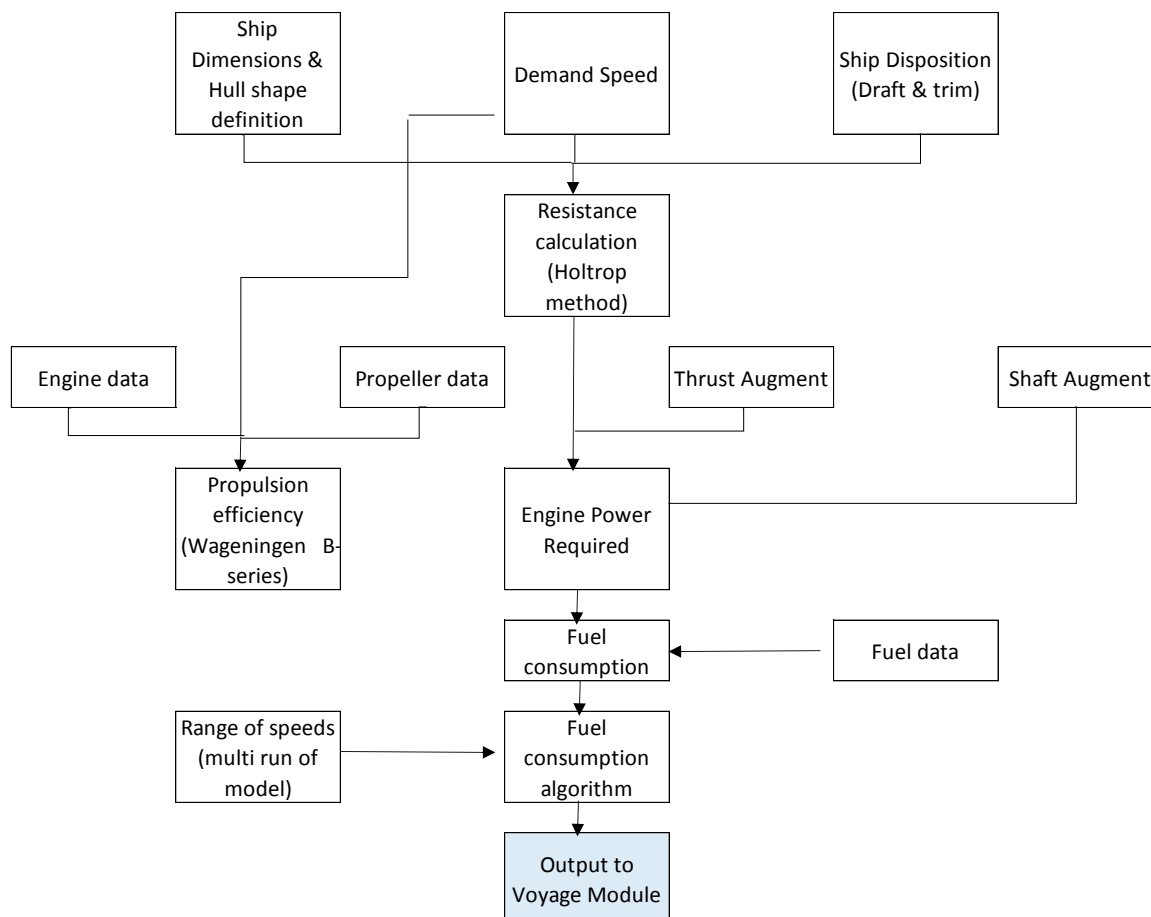 Ship
Dimensions &
Hull shape
definition
Demand Speed
Ship Disposition
(Draft & trim)
Resistance
calculation
(Holtrop
method)
Engine data
Propeller data
Thrust Augment
Shaft Augment
Propulsion
efficiency
(Wageningen B-
series)
Engine Power
Required
Fuel
consumption
Fuel data
Range of speeds
(multi run of
model)
Fuel
consumption
algorithm
Output to
Voyage Module